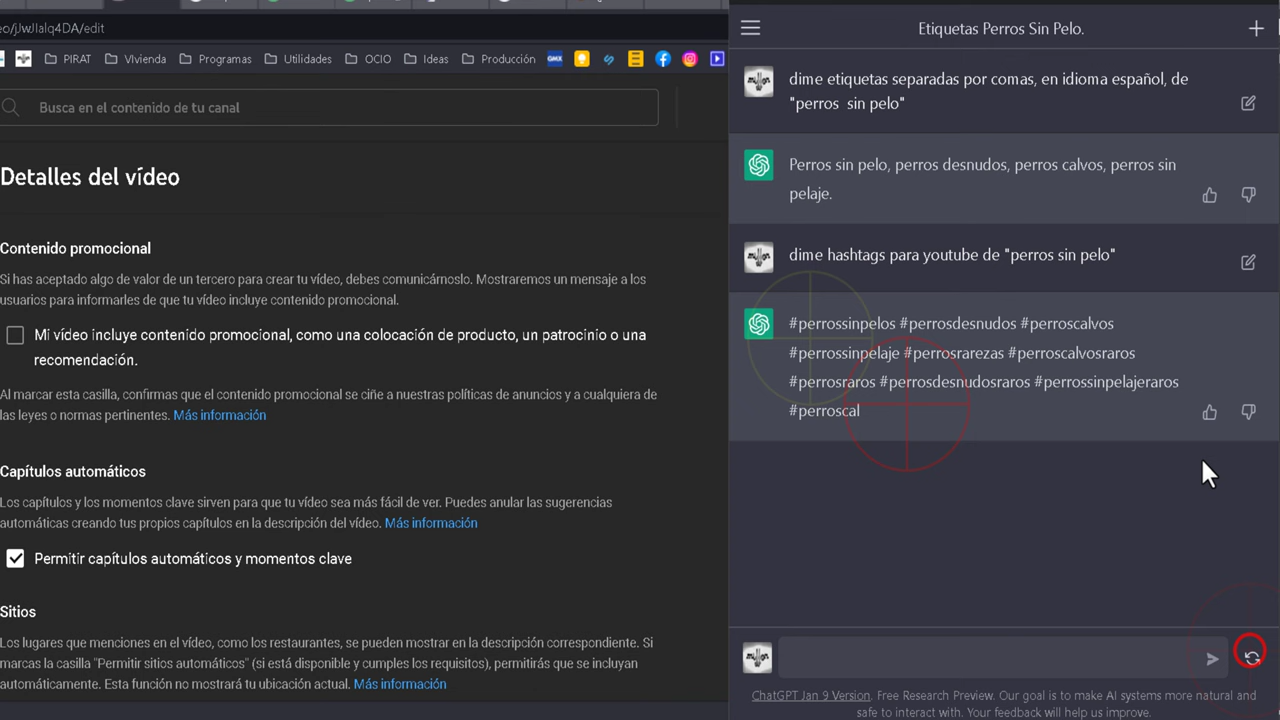 eo/jJwJIalq4DA/edit
PIRAT
VIvienda
Programas
Utilidades
OCIO
Ideas
Producción
GMX
Busca en el contenido de tu canal
Detalles del vídeo
Contenido promocional
Si has aceptado algo de valor de un tercero para crear tu vídeo, debes comunicárnoslo. Mostraremos un mensaje a los
usuarios para informarles de que tu vídeo incluye contenido promocional.
Mi vídeo incluye contenido promocional, como una colocación de producto, un patrocinio o una
recomendación.
Al marcar esta casilla, confirmas que el contenido promocional se ciñe a nuestras políticas de anuncios y a cualquiera de
las leyes o normas pertinentes. Más información
Capítulos automáticos
Los capítulos y los momentos clave sirven para que tu vídeo sea más fácil de ver. Puedes anular las sugerencias
automáticas creando tus propios capítulos en la descripción del vídeo. Más información
Permitir capítulos automáticos y momentos clave
Sitios
Los lugares que menciones en el vídeo, como los restaurantes, se pueden mostrar en la descripción correspondiente. Si
marcas la casilla "Permitir sitios automáticos" (si está disponible y cumples los requisitos), permitirás que se incluyan
automáticamente. Esta función no mostrará tu ubicación actual. Más información
Etiquetas Perros Sin Pelo.
dime etiquetas separadas por comas, en idioma español, de
"perros sin pelo"
Perros sin pelo, perros desnudos, perros calvos, perros sin
pelaje.
dime hashtags para youtube de "perros sin pelo"
#perrossinpelos #perrosdesnudos #perroscalvos
#perrossinpelaje #perrosrarezas #perroscalvosraros
#perrosraros #perrosdesnudosraros #perrossinpelajeraros
#perroscal
ChatGPT Jan 9 Version. Free Research Preview. Our goal is to make AI systems more natural and
safe to interact with. Your feedback will help us improve.